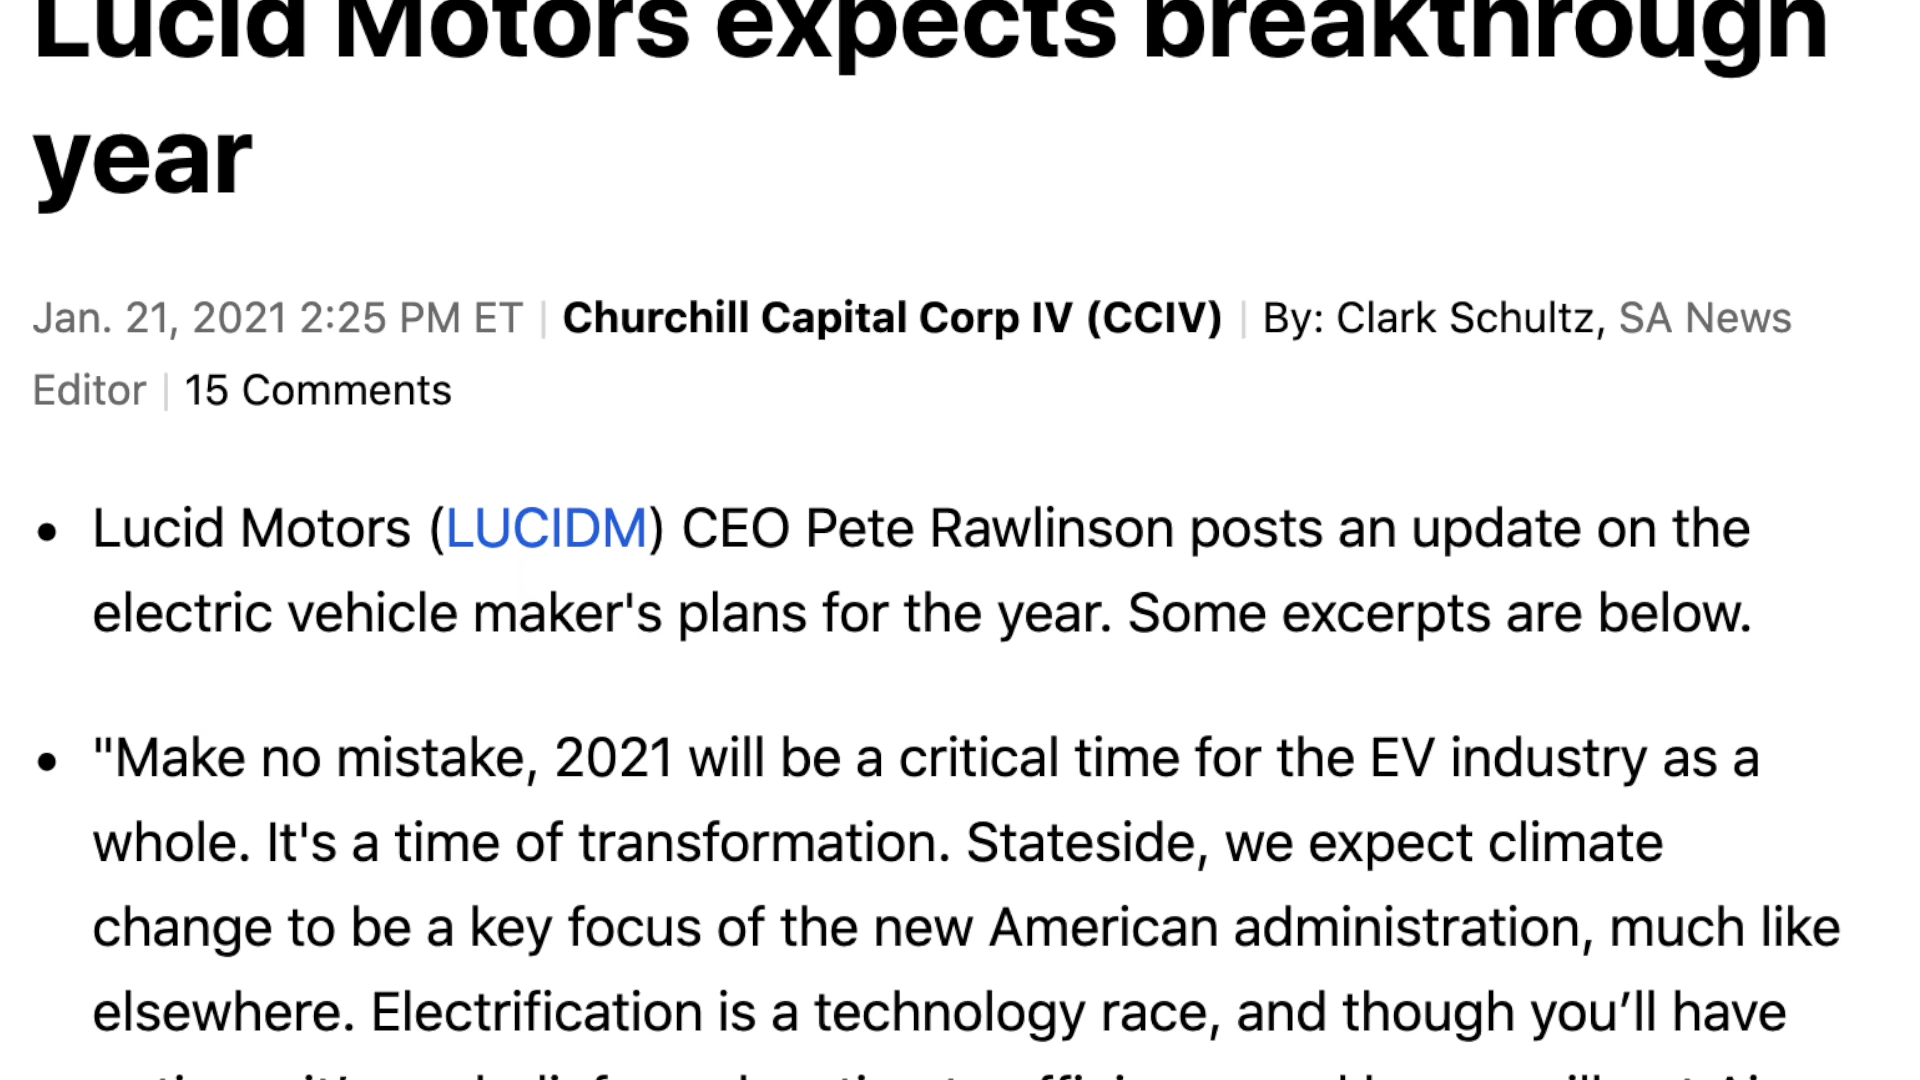 Lucid Motors expects breakthrough
year
Jan. 21, 2021 2:25 PM ET | Churchill Capital Corp IV (CCIV) | By: Clark Schultz, SA News
Editor | 15 Comments
• Lucid Motors (LUCIDM) CEO Pete Rawlinson posts an update on the
electric vehicle maker's plans for the year. Some excerpts are below.
• "Make no mistake, 2021 will be a critical time for the EV industry as a
whole. It's a time of transformation. Stateside, we expect climate
change to be a key focus of the new American administration, much like
elsewhere. Electrification is a technology race, and though you’ll have